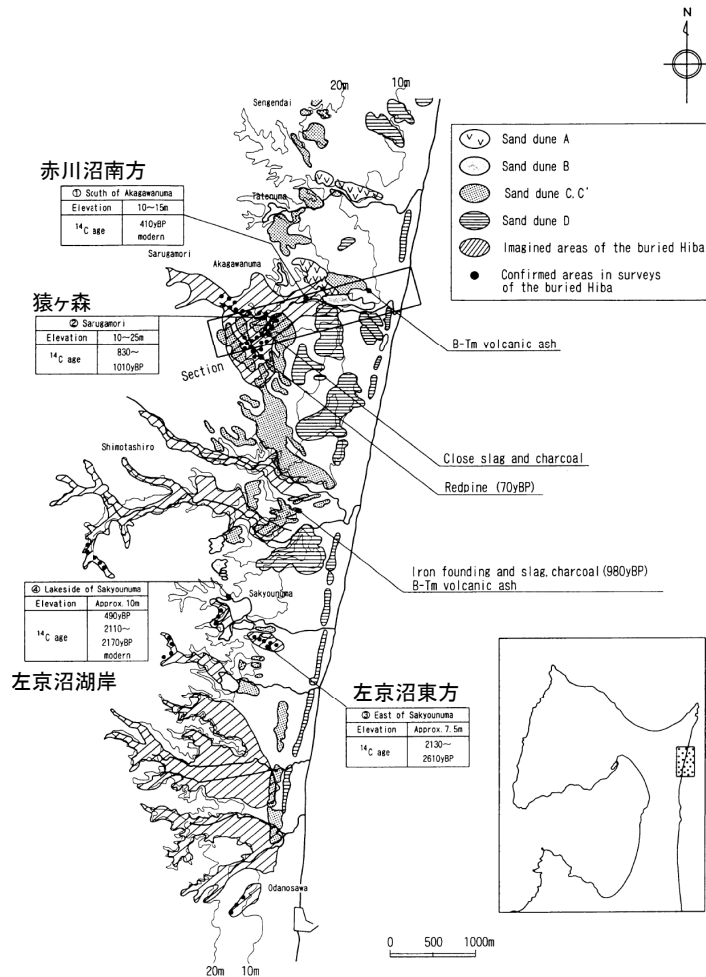 N
20m
10m
Sengendai
Sand dune A
Sand dune B
Sand dune C, C'
Sand dune D
Imagined areas of the buried Hiba
Confirmed areas in surveys
of the buried Hiba
赤川沼南方
① South of Akagawanuma
Elevation 10～15m
14C age 410yBP
modern
Tatenuma
Sarugamori
Akagawanuma
猿ヶ森
② Sarugamori
Elevation 10～25m
14C age 830～
1010yBP
Section
B-Tm volcanic ash
Shimotashiro
Close slag and charcoal
Redpine (70yBP)
Iron founding and slag, charcoal (980yBP)
B-Tm volcanic ash
④ Lakeside of Sakyounuma
Elevation Approx. 10m
14C age 490yBP
2110～
2170yBP
modern
Sakyounuma
左京沼湖岸
左京沼東方
③ East of Sakyounuma
Elevation Approx. 7.5m
14C age 2130～
2610yBP
Odanosawa
0 500 1000m
20m 10m